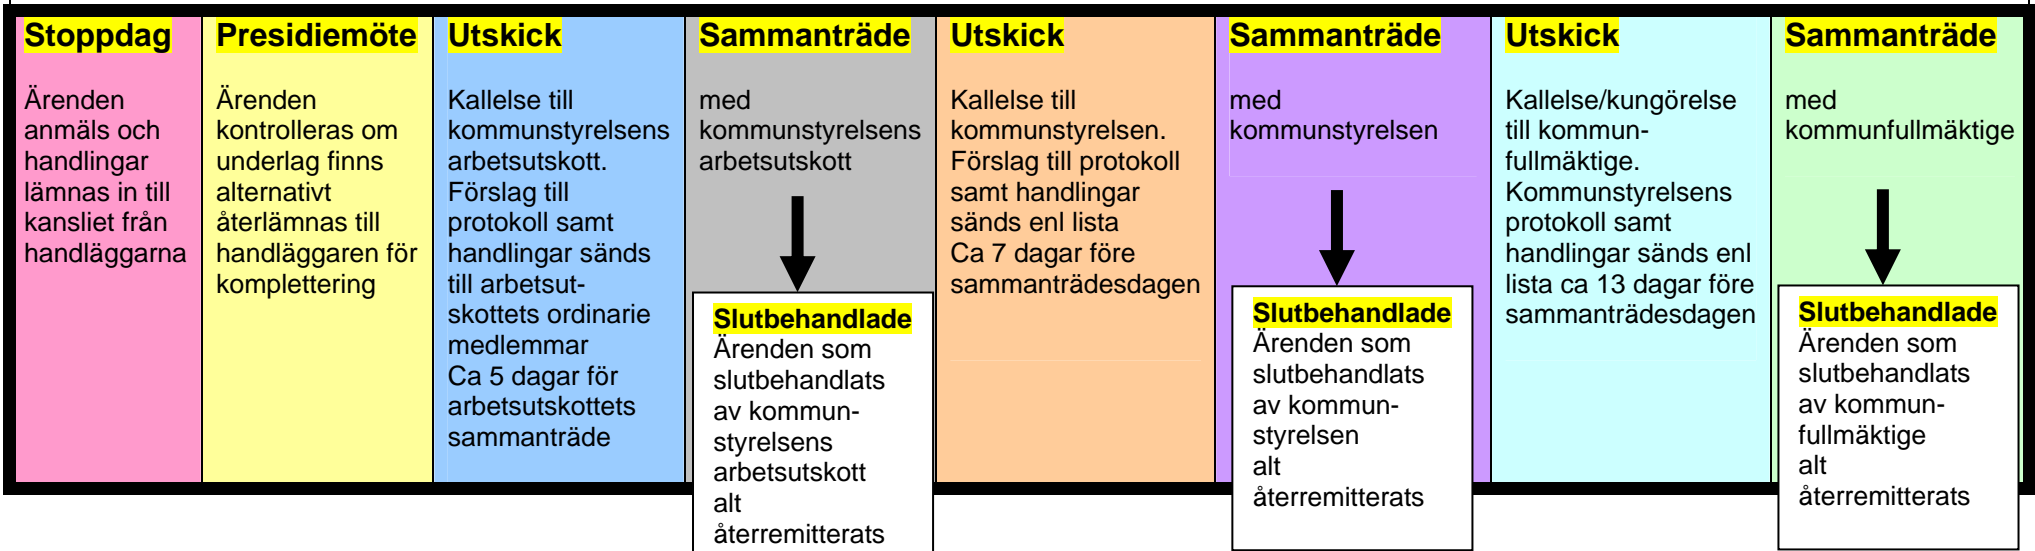 Stoppdag
Ärenden
anmäls och
handlingar
lämnas in till
kansliet från
handläggarna
Presidiemöte
Ärenden
kontrolleras om
underlag finns
alternativt
återlämnas till
handläggaren för
komplettering
Utskick
Kallelse till
kommunstyrelsens
arbetsutskott.
Förslag till
protokoll samt
handlingar sänds
till arbetsut-
skottets ordinarie
medlemmar
Ca 5 dagar för
arbetsutskottets
sammanträde
Sammanträde
med
kommunstyrelsens
arbetsutskott
Slutbehandlade
Ärenden som
slutbehandlats
av kommun-
styrelsens
arbetsutskott
alt
återremitterats
Utskick
Kallelse till
kommunstyrelsen.
Förslag till protokoll
samt handlingar
sänds enl lista
Ca 7 dagar före
sammanträdesdagen
Sammanträde
med
kommunstyrelsen
Slutbehandlade
Ärenden som
slutbehandlats
av kommun-
styrelsen
alt
återremitterats
Utskick
Kallelse/kungörelse
till kommun-
fullmäktige.
Kommunstyrelsens
protokoll samt
handlingar sänds enl
lista ca 13 dagar före
sammanträdesdagen
Sammanträde
med
kommunfullmäktige
Slutbehandlade
Ärenden som
slutbehandlats
av kommun-
fullmäktige
alt
återremitterats